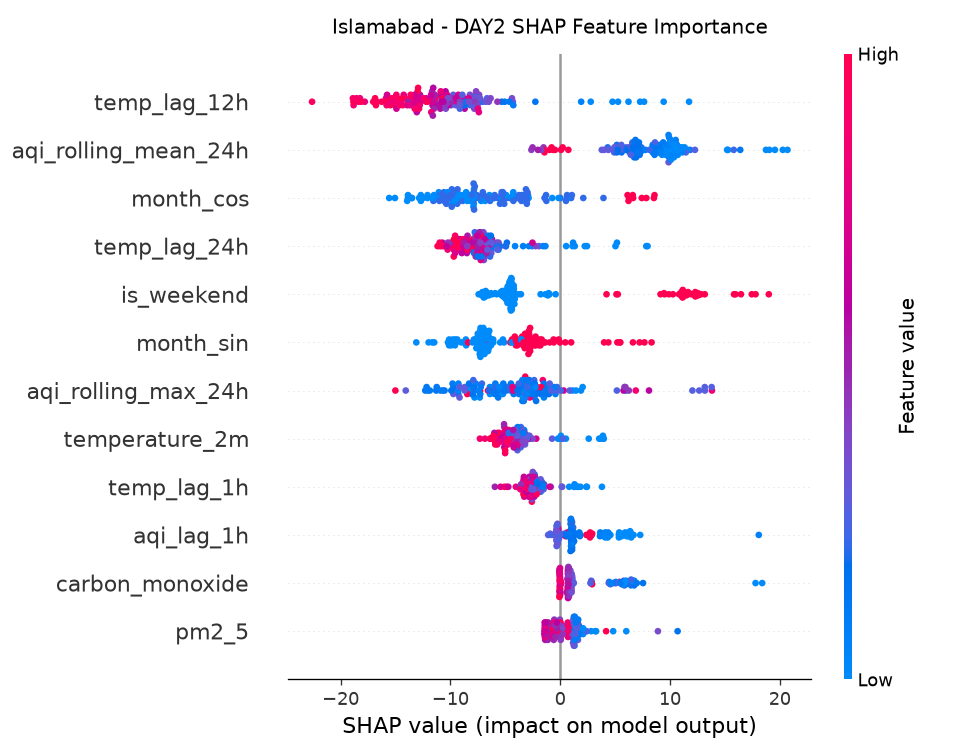 Islamabad - DAY2 SHAP Feature Importance
High
temp_lag_12h
aqi_rolling_mean_24h
month_cos
temp_lag_24h
is_weekend
month_sin
aqi_rolling_max_24h
temperature_2m
temp_lag_1h
aqi_lag_1h
carbon_monoxide
pm2_5
Feature value
Low
−20 −10 0 10 20
SHAP value (impact on model output)